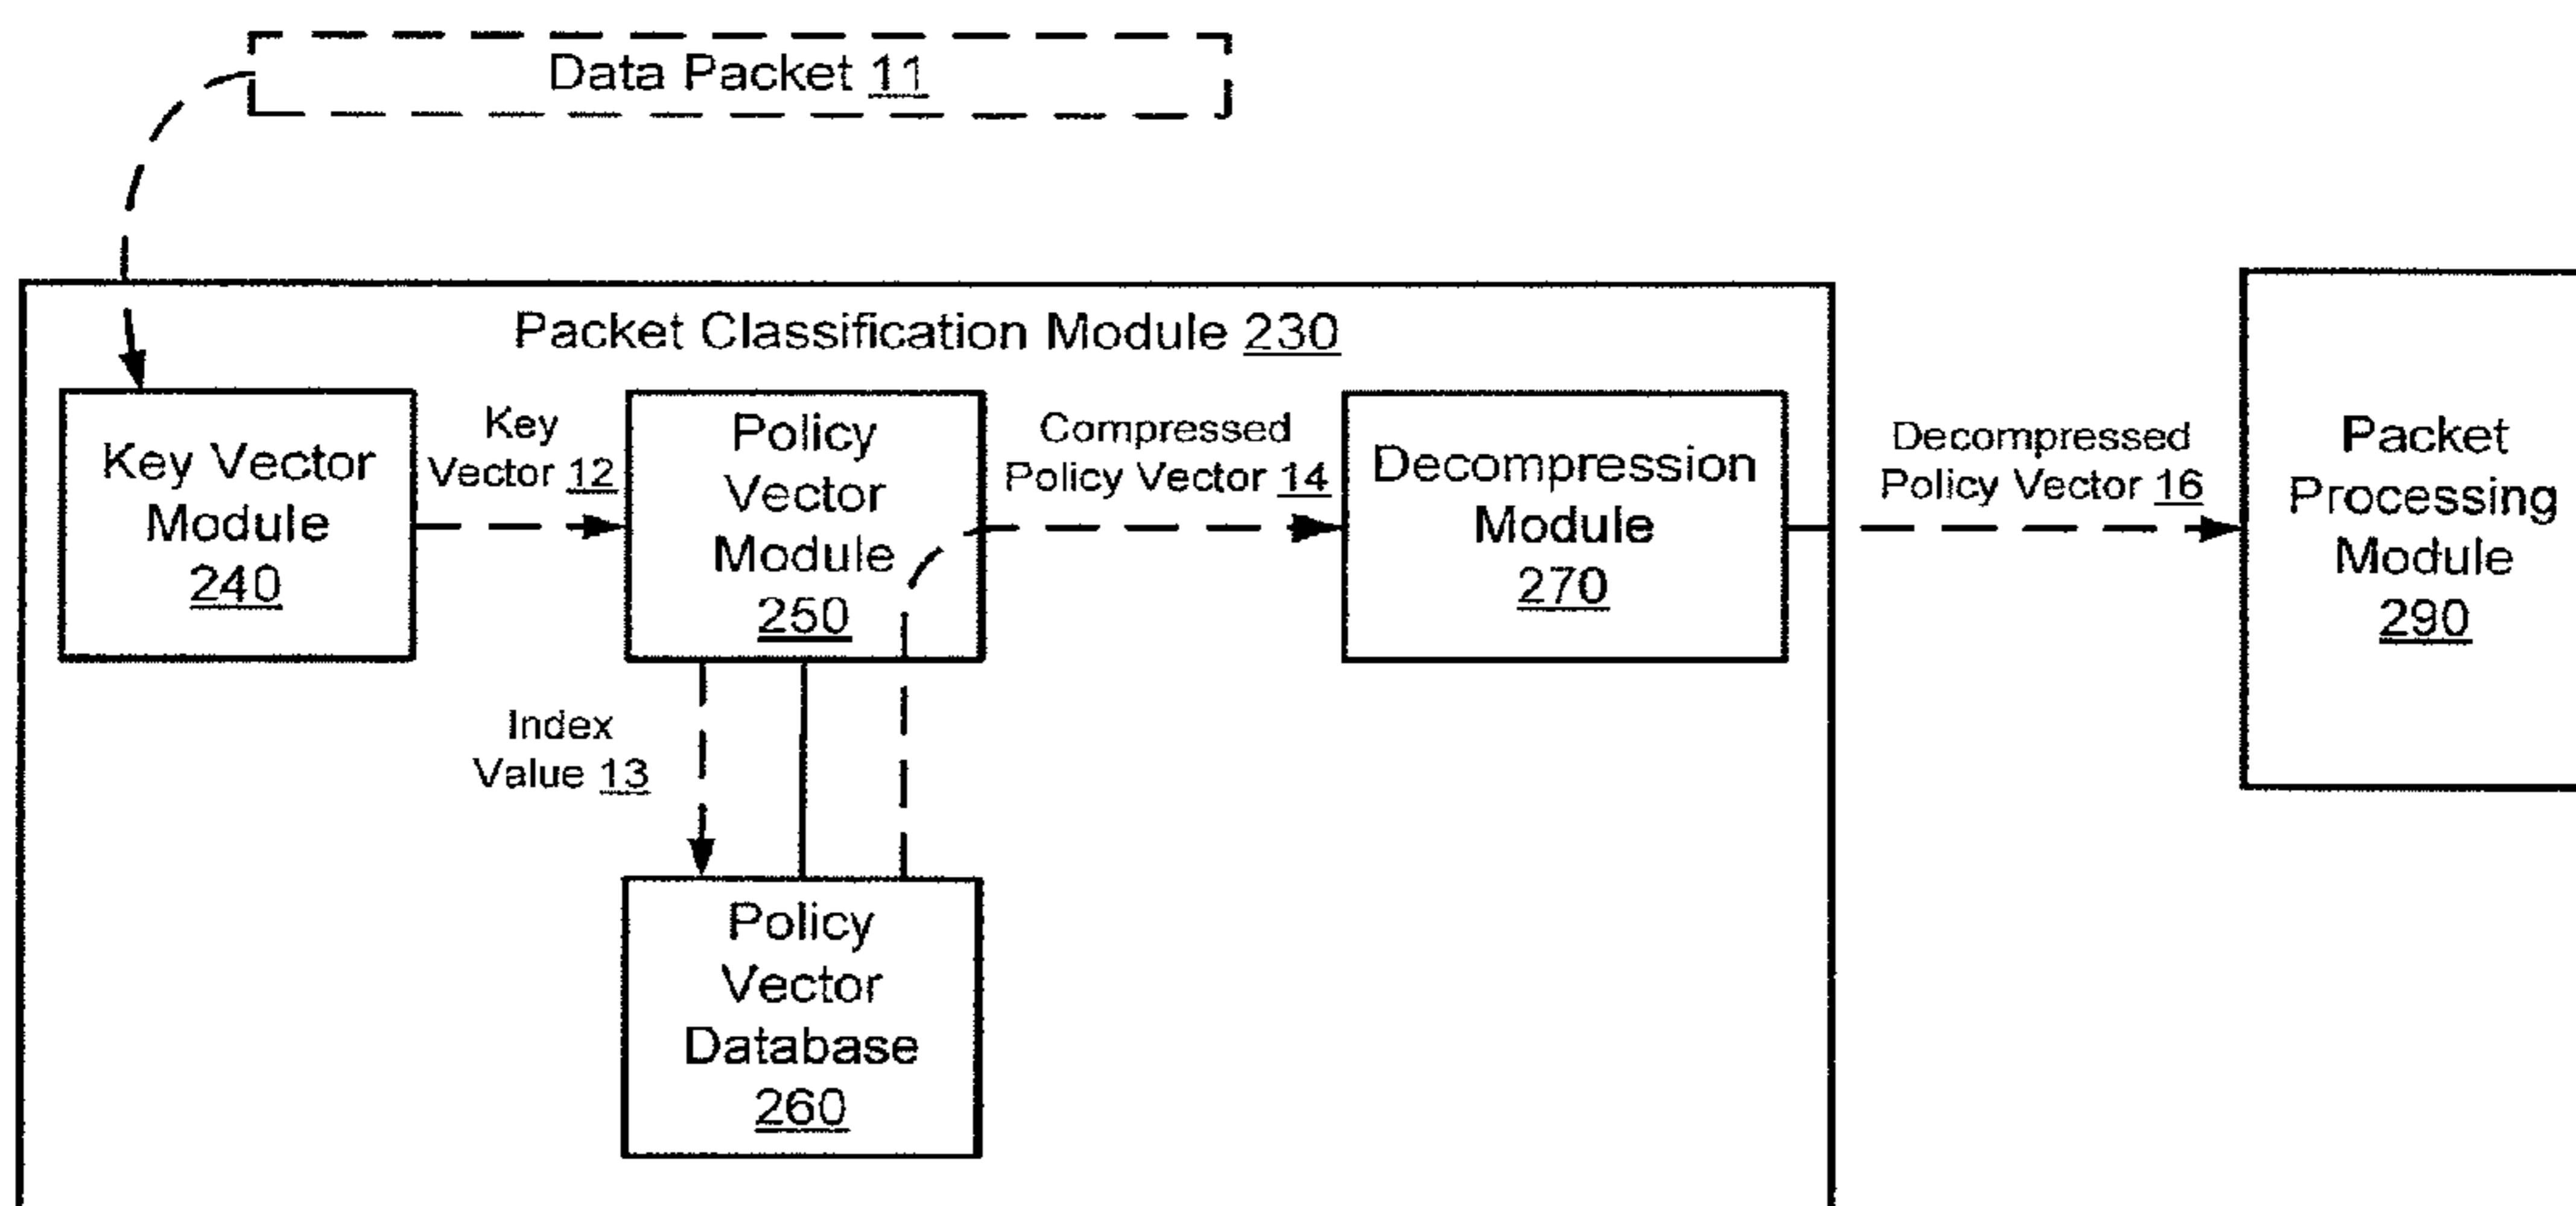 Data Packet 11
Packet Classification Module 230
Key Vector
Module
240
Key
Vector 12
Policy
Vector
Module
250
Compressed
Policy Vector 14
Decompression
Module
270
Decompressed
Policy Vector 16
Packet
Processing
Module
290
Index
Value 13
Policy
Vector
Database
260